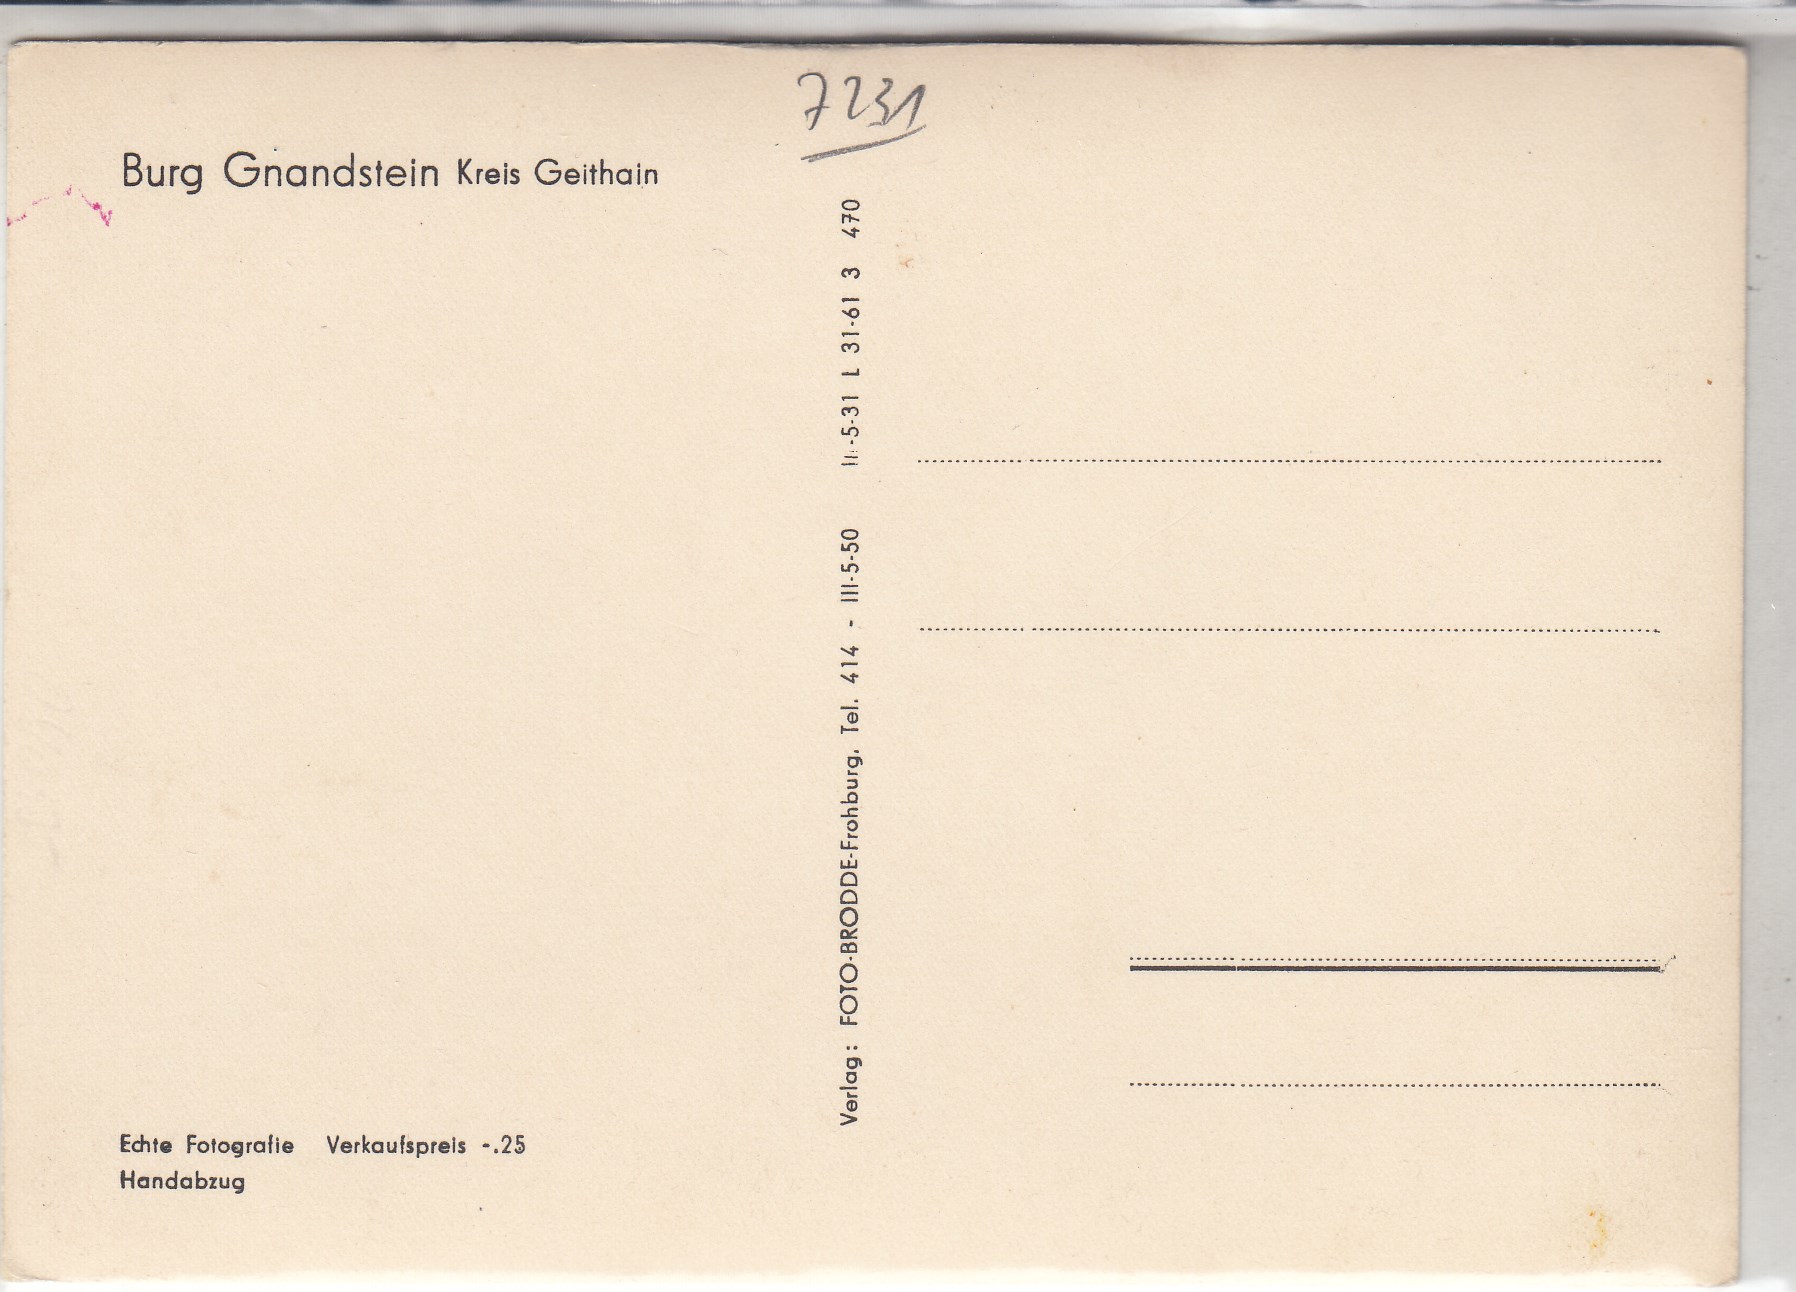 7231
Burg Gnandstein Kreis Geithain
Verlag: FOTO-BRODDE-Frohburg, Tel. 414 - III-5-50 II-5-31 L 31-61 3 470
Echte Fotografie Verkaufspreis -.25
Handabzug